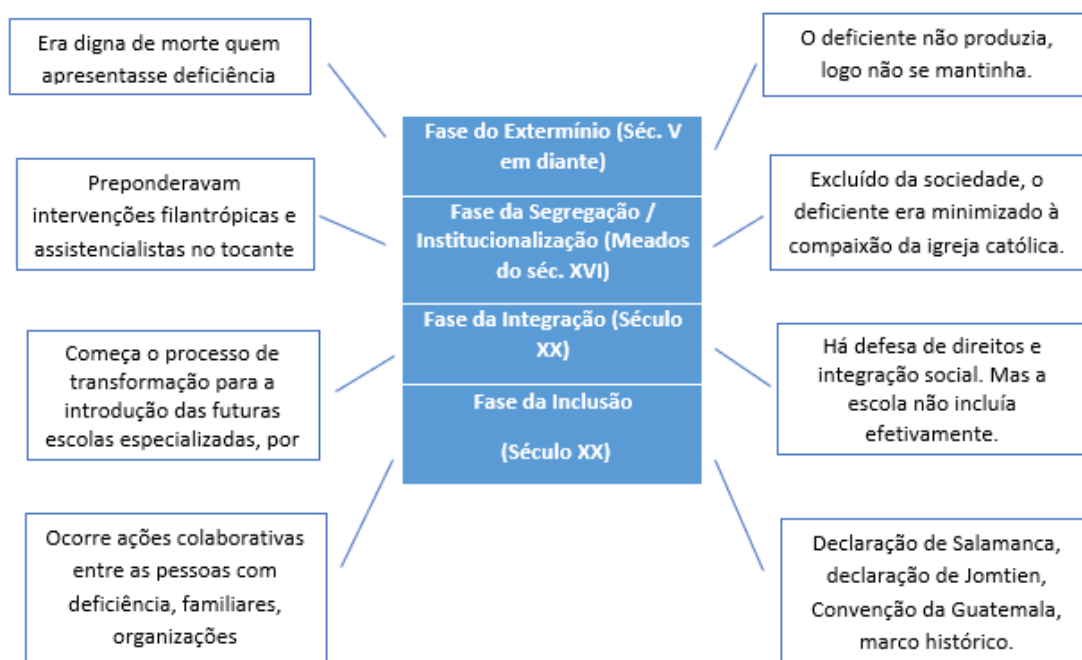 Era digna de morte quem
apresentasse deficiência
O deficiente não produzia,
logo não se mantinha.
Fase do Extermínio (Séc. V
em diante)
Preponderavam
intervenções filantrópicas e
assistencialistas no tocante
Fase da Segregação /
Institucionalização (Meados
do séc. XVI)
Excluído da sociedade, o
deficiente era minimizado à
compaixão da igreja católica.
Começa o processo de
transformação para a
introdução das futuras
escolas especializadas, por
Fase da Integração (Século
XX)
Há defesa de direitos e
integração social. Mas a
escola não incluía
efetivamente.
Fase da Inclusão
(Século XX)
Ocorre ações colaborativas
entre as pessoas com
deficiência, familiares,
organizações
Declaração de Salamanca,
declaração de Jomtien,
Convenção da Guatemala,
marco histórico.